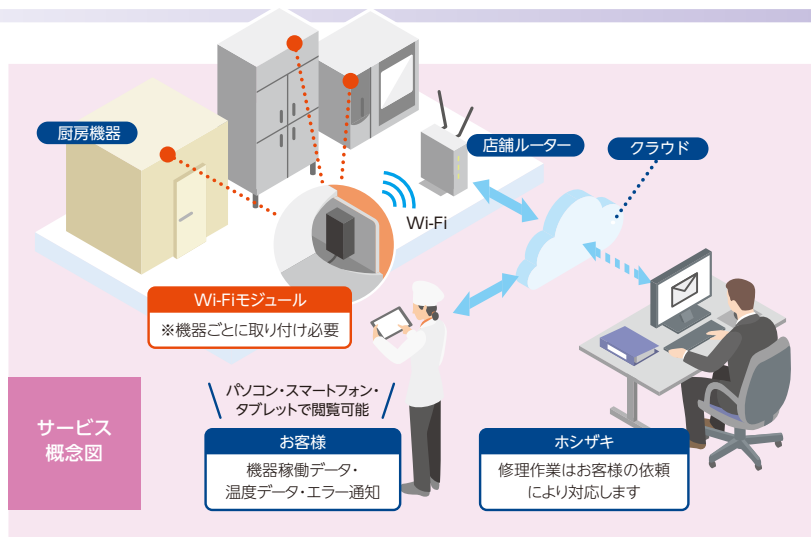 厨房機器
店舗ルーター
クラウド
Wi-Fi
Wi-Fiモジュール
※機器ごとに取り付け必要
パソコン・スマートフォン・
タブレットで閲覧可能
お客様
機器稼働データ・
温度データ・エラー通知
ホシザキ
修理作業はお客様の依頼
により対応します
サービス
概念図